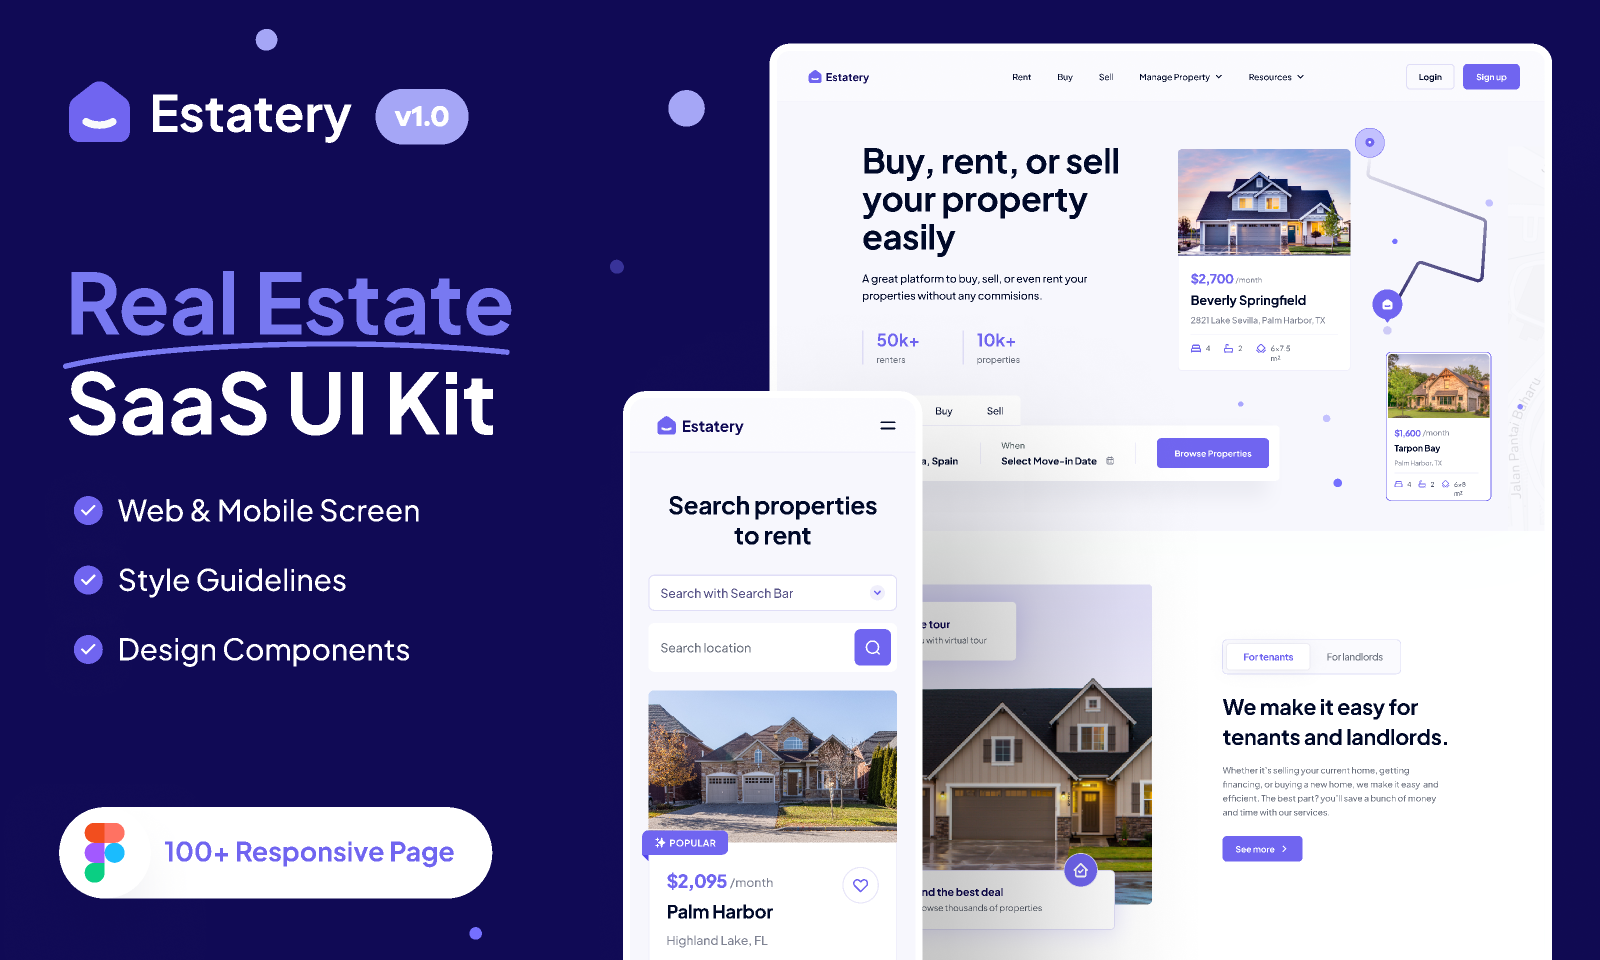 Estatery
v1.0
Real Estate
SaaS UI Kit
Web & Mobile Screen
Style Guidelines
Design Components
100+ Responsive Page
Estatery
Rent
Buy
Sell
Manage Property
Resources
Login
Sign up
Buy, rent, or sell
your property
easily
A great platform to buy, sell, or even rent your
properties without any commisions.
50k+
renters
10k+
properties
$2,700 /month
Beverly Springfield
2821 Lake Sevilla, Palm Harbor, TX
4
2
6×7.5
m²
$1,600 /month
Tarpon Bay
Palm Harbor, TX
4
2
6×8
m²
Jalan Pantai Baharu
Buy
Sell
a, Spain
When
Select Move-in Date
Browse Properties
Estatery
Search properties
to rent
Search with Search Bar
Search location
POPULAR
$2,095 /month
Palm Harbor
Highland Lake, FL
e tour
u with virtual tour
nd the best deal
owse thousands of properties
For tenants
For landlords
We make it easy for
tenants and landlords.
Whether it's selling your current home, getting
financing, or buying a new home, we make it easy and
efficient. The best part? you'll save a bunch of money
and time with our services.
See more